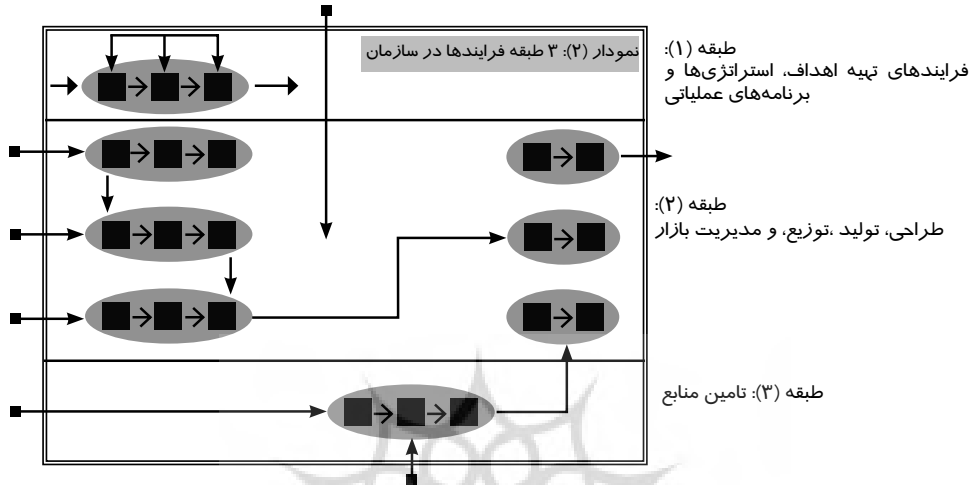 نمودار (۲): ۳ طبقه فرایندها در سازمان
طبقه (۱):
فرایندهای تهیه اهداف، استراتژی‌ها و
برنامه‌های عملیاتی
طبقه (۲):
طراحی، تولید ،توزیع، و مدیریت بازار
طبقه (۳): تامین منابع